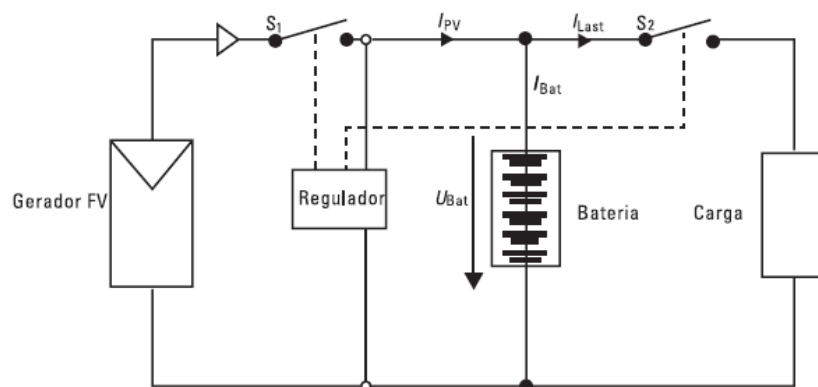 S1 IPV ILast S2
IBat
Gerador FV
Regulador
UBat
Bateria
Carga